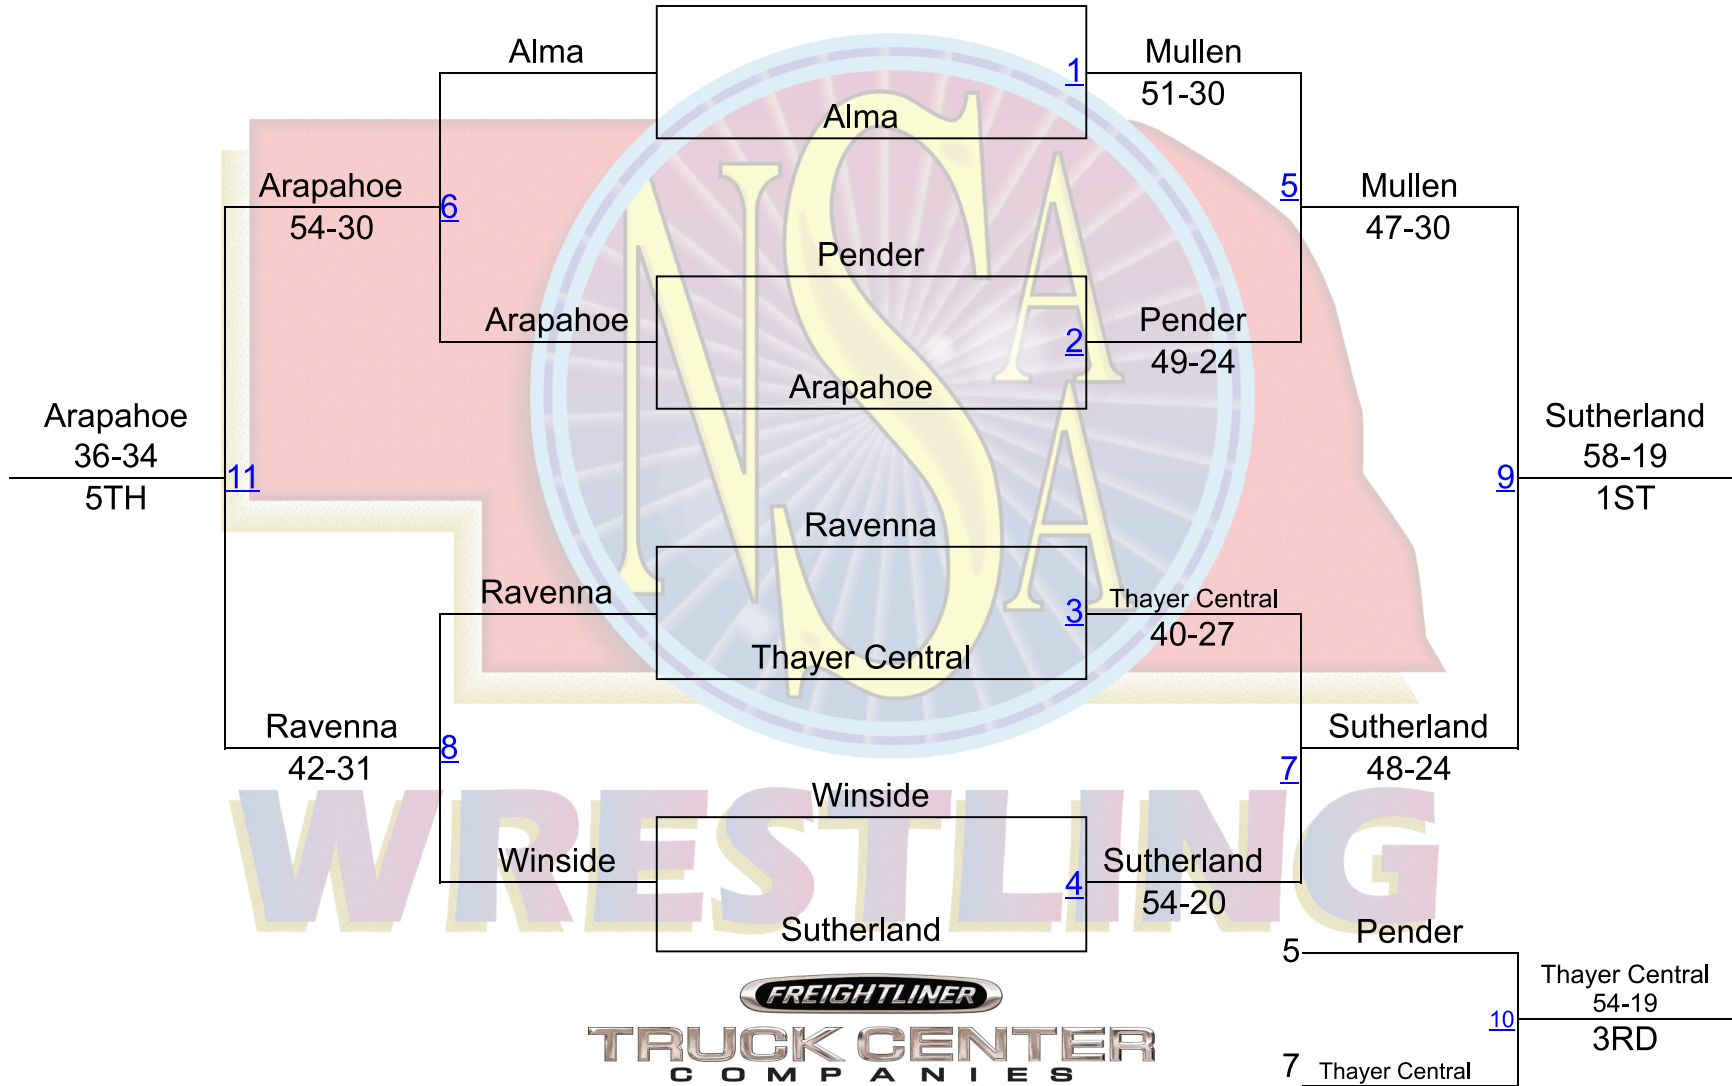 Alma
1
Mullen
51-30
Alma
Arapahoe
54-30
6
5
Mullen
47-30
Pender
Arapahoe
2
Pender
49-24
Arapahoe
Arapahoe
36-34
11
5TH
Sutherland
58-19
9
1ST
Ravenna
Ravenna
3
Thayer Central
40-27
Thayer Central
Ravenna
42-31
8
7
Sutherland
48-24
Winside
Winside
4
Sutherland
54-20
Sutherland
NSAA
WRESTLING
5
Pender
Thayer Central
54-19
10
3RD
7
Thayer Central
FREIGHTLINER
TRUCK CENTER
COMPANIES